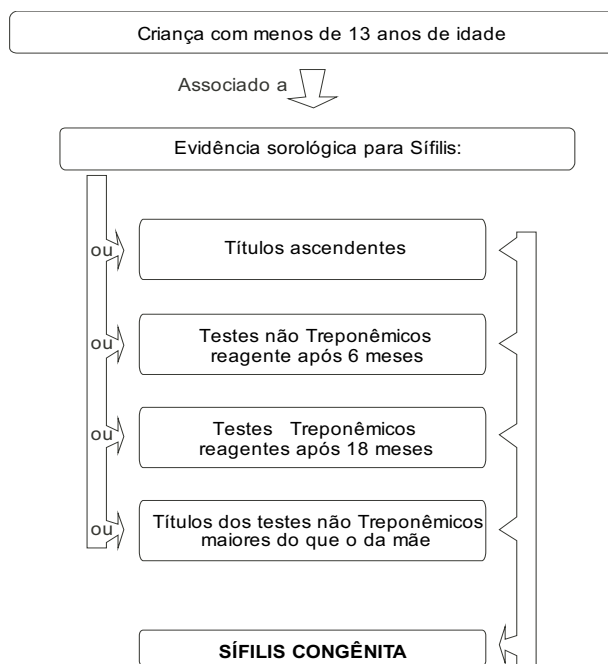 Criança com menos de 13 anos de idade
Associado a
Evidência sorológica para Sífilis:
ou
Títulos ascendentes
ou
Testes não Treponêmicos
reagente após 6 meses
ou
Testes Treponêmicos
reagentes após 18 meses
ou
Títulos dos testes não Treponêmicos
maiores do que o da mãe
SÍFILIS CONGÊNITA